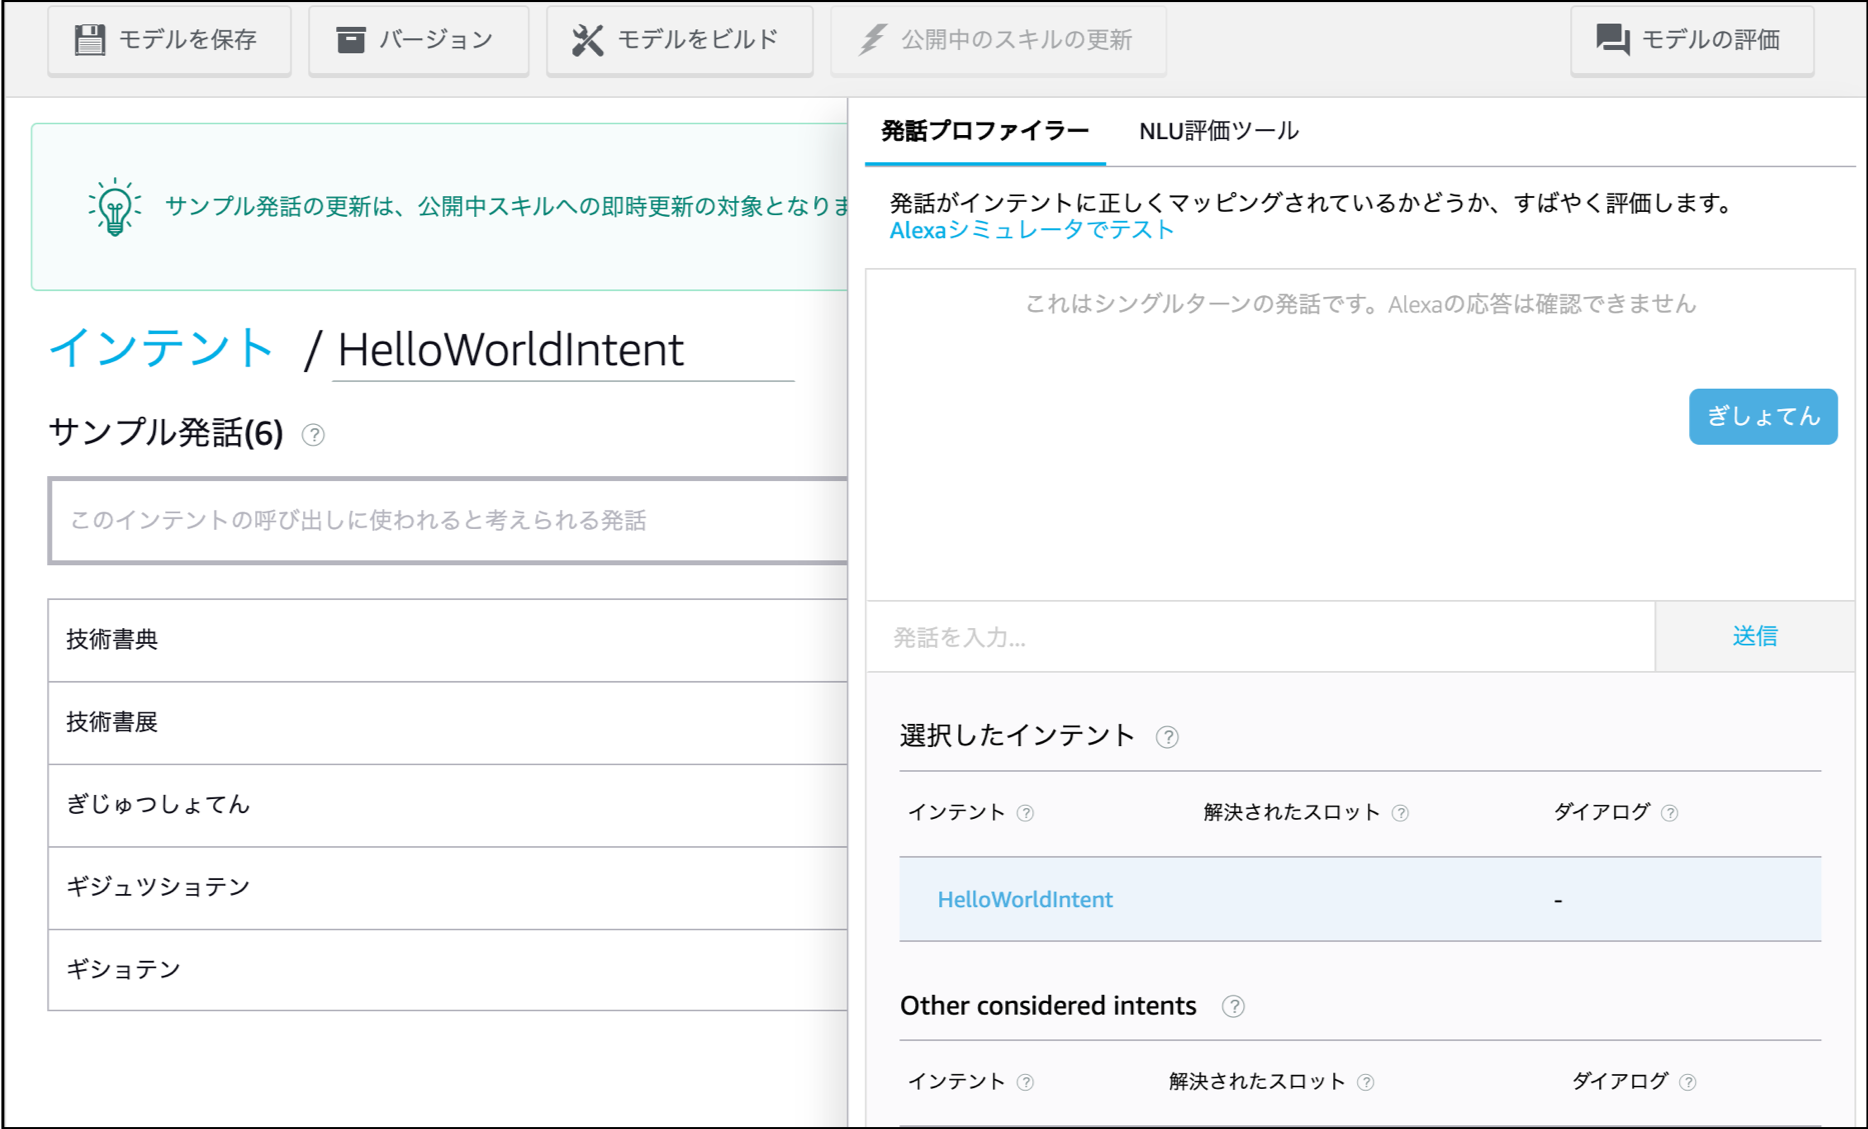 モデルを保存
バージョン
モデルをビルド
公開中のスキルの更新
モデルの評価
サンプル発話の更新は、公開中スキルへの即時更新の対象となりま
インテント / HelloWorldIntent
サンプル発話(6) ?
このインテントの呼び出しに使われると考えられる発話
技術書典
技術書展
ぎじゅつしょてん
ギジュツショテン
ギショテン
発話プロファイラー NLU評価ツール
発話がインテントに正しくマッピングされているかどうか、すばやく評価します。
Alexaシミュレータでテスト
これはシングルターンの発話です。Alexaの応答は確認できません
ぎしょてん
発話を入力... 送信
選択したインテント ?
インテント ? 解決されたスロット ? ダイアログ ?
HelloWorldIntent -
Other considered intents ?
インテント ? 解決されたスロット ? ダイアログ ?